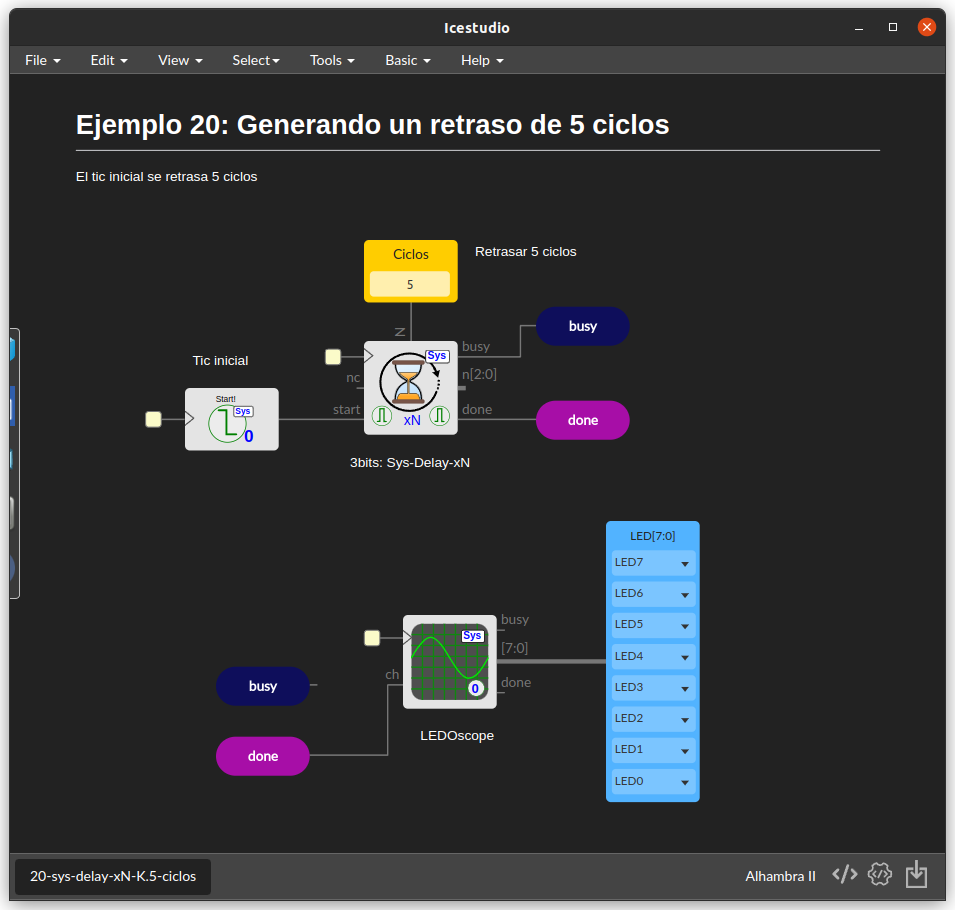 Icestudio
File Edit View Select Tools Basic Help
Ejemplo 20: Generando un retraso de 5 ciclos
El tic inicial se retrasa 5 ciclos
Ciclos
5
Retrasar 5 ciclos
N
busy
busy
Sys
Tic inicial
nc
n[2:0]
Start!
Sys
0
start
done
xN
done
3bits: Sys-Delay-xN
LED[7:0]
LED7
LED6
LED5
LED4
LED3
LED2
LED1
LED0
busy
Sys
[7:0]
ch
done
0
busy
LEDOscope
done
20-sys-delay-xN-K.5-ciclos
Alhambra II